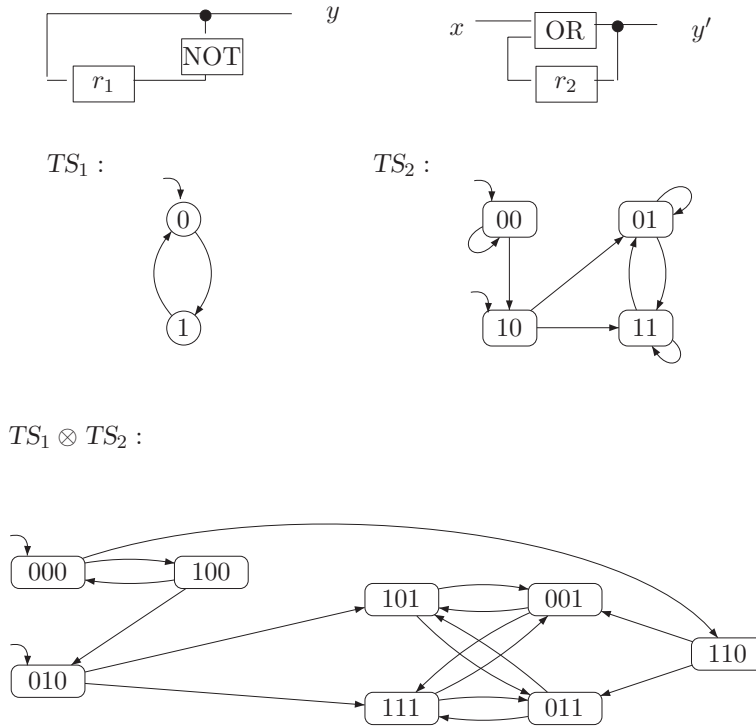 y
NOT
r₁
x
OR
y′
r₂
TS₁ :
0
1
TS₂ :
00
01
10
11
TS₁ ⊗ TS₂ :
000
100
101
001
110
010
111
011